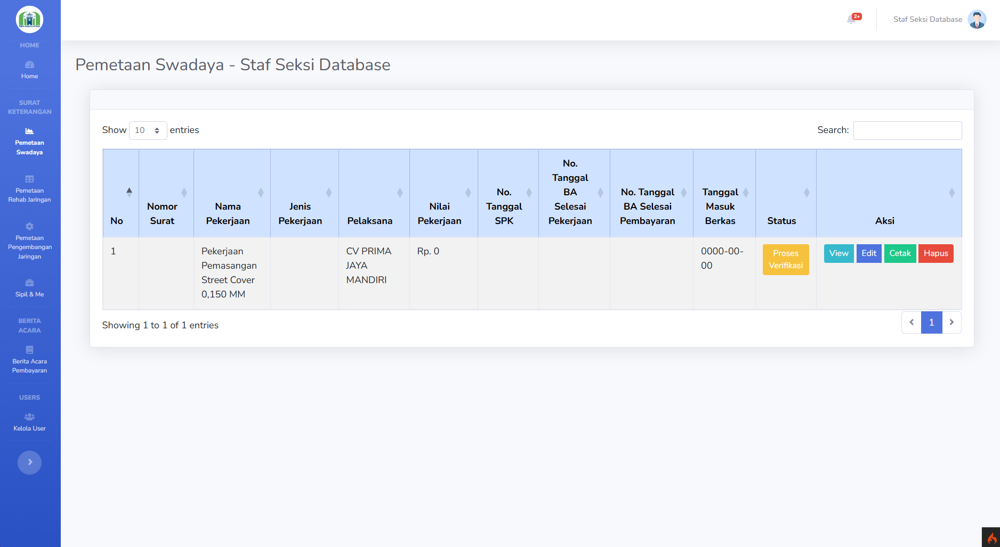 HOME
Home
SURAT
KETERANGAN
Pemetaan
Swadaya
Pemetaan
Rehab Jaringan
Pemetaan
Pengembangan
Jaringan
Sipil & Me
BERITA
ACARA
Berita Acara
Pembayaran
USERS
Kelola User
2+
Staf Seksi Database
Pemetaan Swadaya - Staf Seksi Database
Show 10 entries
Search:
No
Nomor
Surat
Nama
Pekerjaan
Jenis
Pekerjaan
Pelaksana
Nilai
Pekerjaan
No.
Tanggal
SPK
No.
Tanggal
BA
Selesai
Pekerjaan
No. Tanggal
BA Selesai
Pembayaran
Tanggal
Masuk
Berkas
Status
Aksi
1
Pekerjaan
Pemasangan
Street Cover
0,150 MM
CV PRIMA
JAYA
MANDIRI
Rp. 0
0000-00-
00
Proses
Verifikasi
View Edit Cetak Hapus
Showing 1 to 1 of 1 entries
1